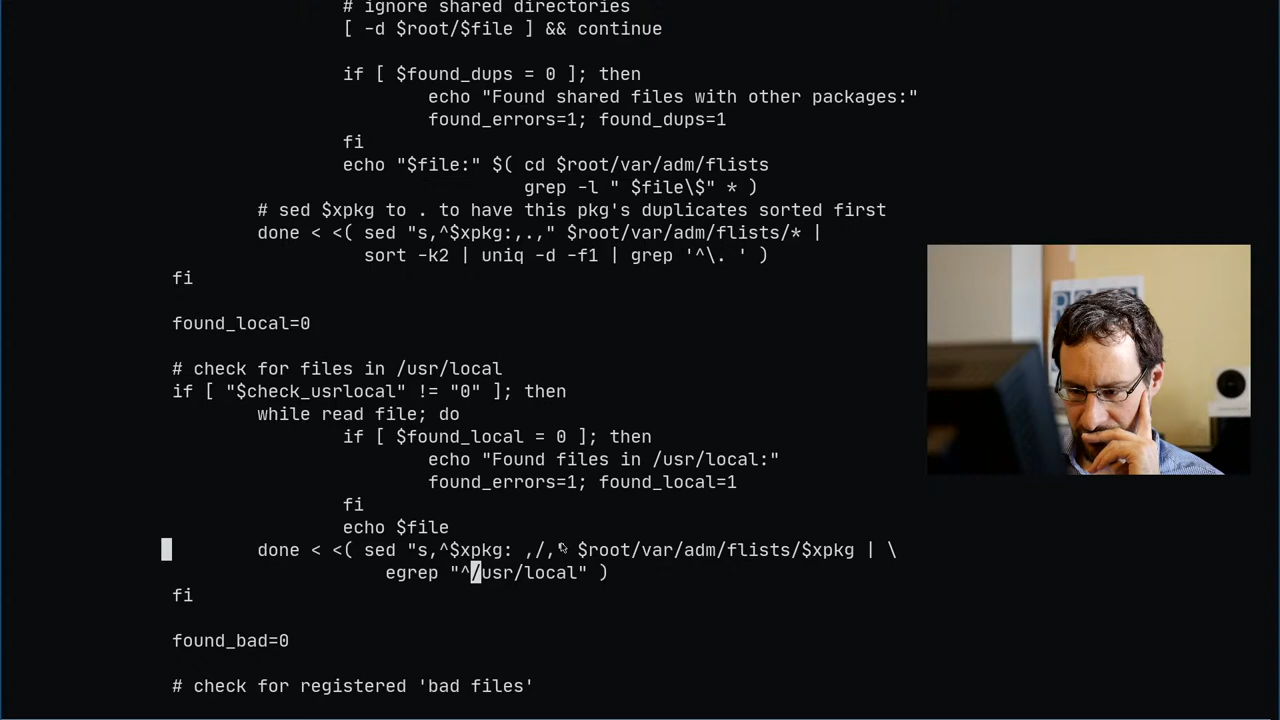 # ignore shared directories
[ -d $root/$file ] && continue
if [ $found_dups = 0 ]; then
echo "Found shared files with other packages:"
found_errors=1; found_dups=1
fi
echo "$file:" $( cd $root/var/adm/flists
grep -l " $file\$" * )
# sed $xpkg to . to have this pkg's duplicates sorted first
done < <( sed "s,^$xpkg:,.," $root/var/adm/flists/* |
sort -k2 | uniq -d -f1 | grep '^\. ' )
fi
found_local=0
# check for files in /usr/local
if [ "$check_usrlocal" != "0" ]; then
while read file; do
if [ $found_local = 0 ]; then
echo "Found files in /usr/local:"
found_errors=1; found_local=1
fi
echo $file
done < <( sed "s,^$xpkg: ,/," $root/var/adm/flists/$xpkg | \
egrep "^/usr/local" )
fi
found_bad=0
# check for registered 'bad files'